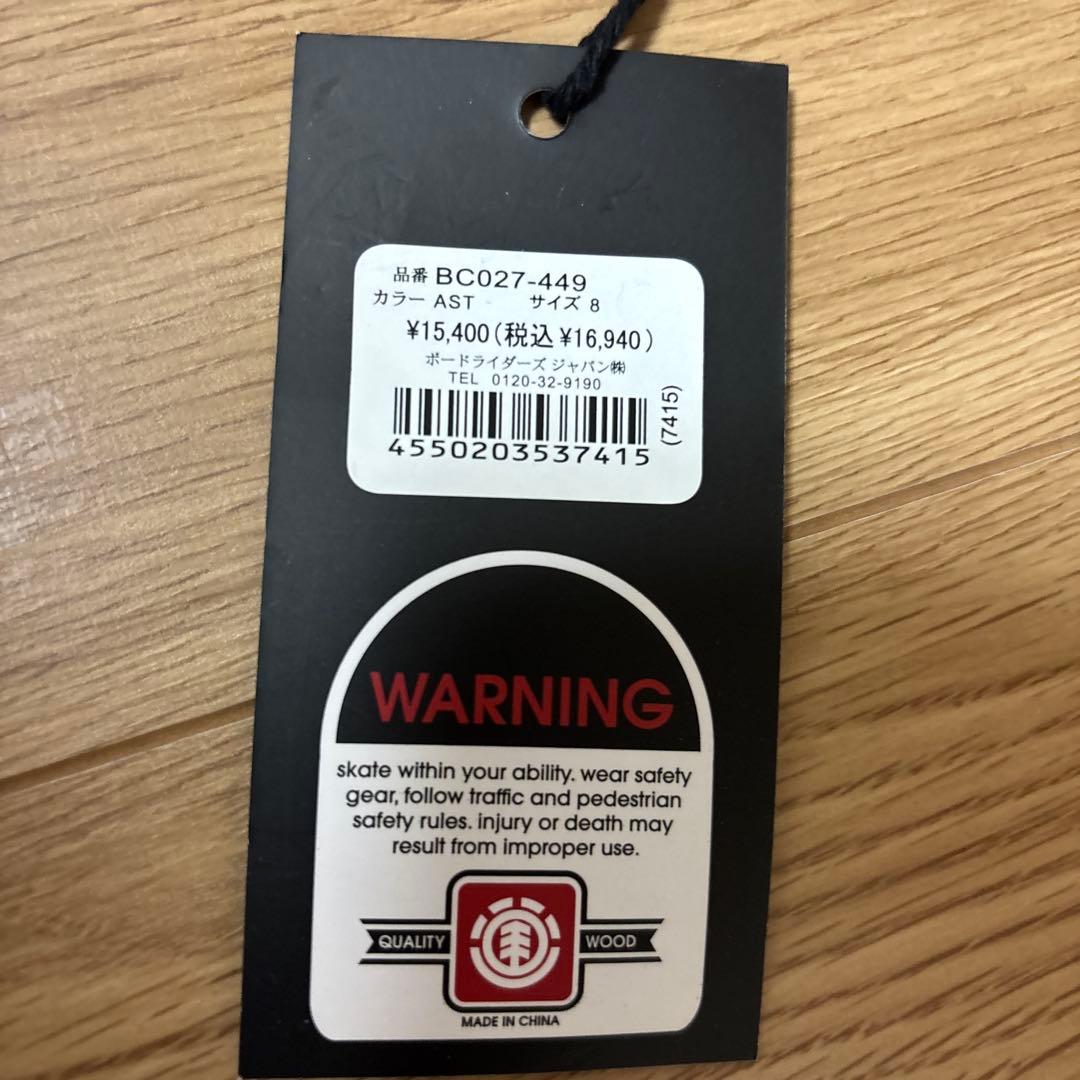 品番 BC027-449
カラー AST サイズ 8
¥15,400(税込 ¥16,940)
ボードライダーズ ジャパン㈱
TEL 0120-32-9190
(7415)
4550203537415
WARNING
skate within your ability. wear safety
gear, follow traffic and pedestrian
safety rules. injury or death may
result from improper use.
QUALITY WOOD
MADE IN CHINA